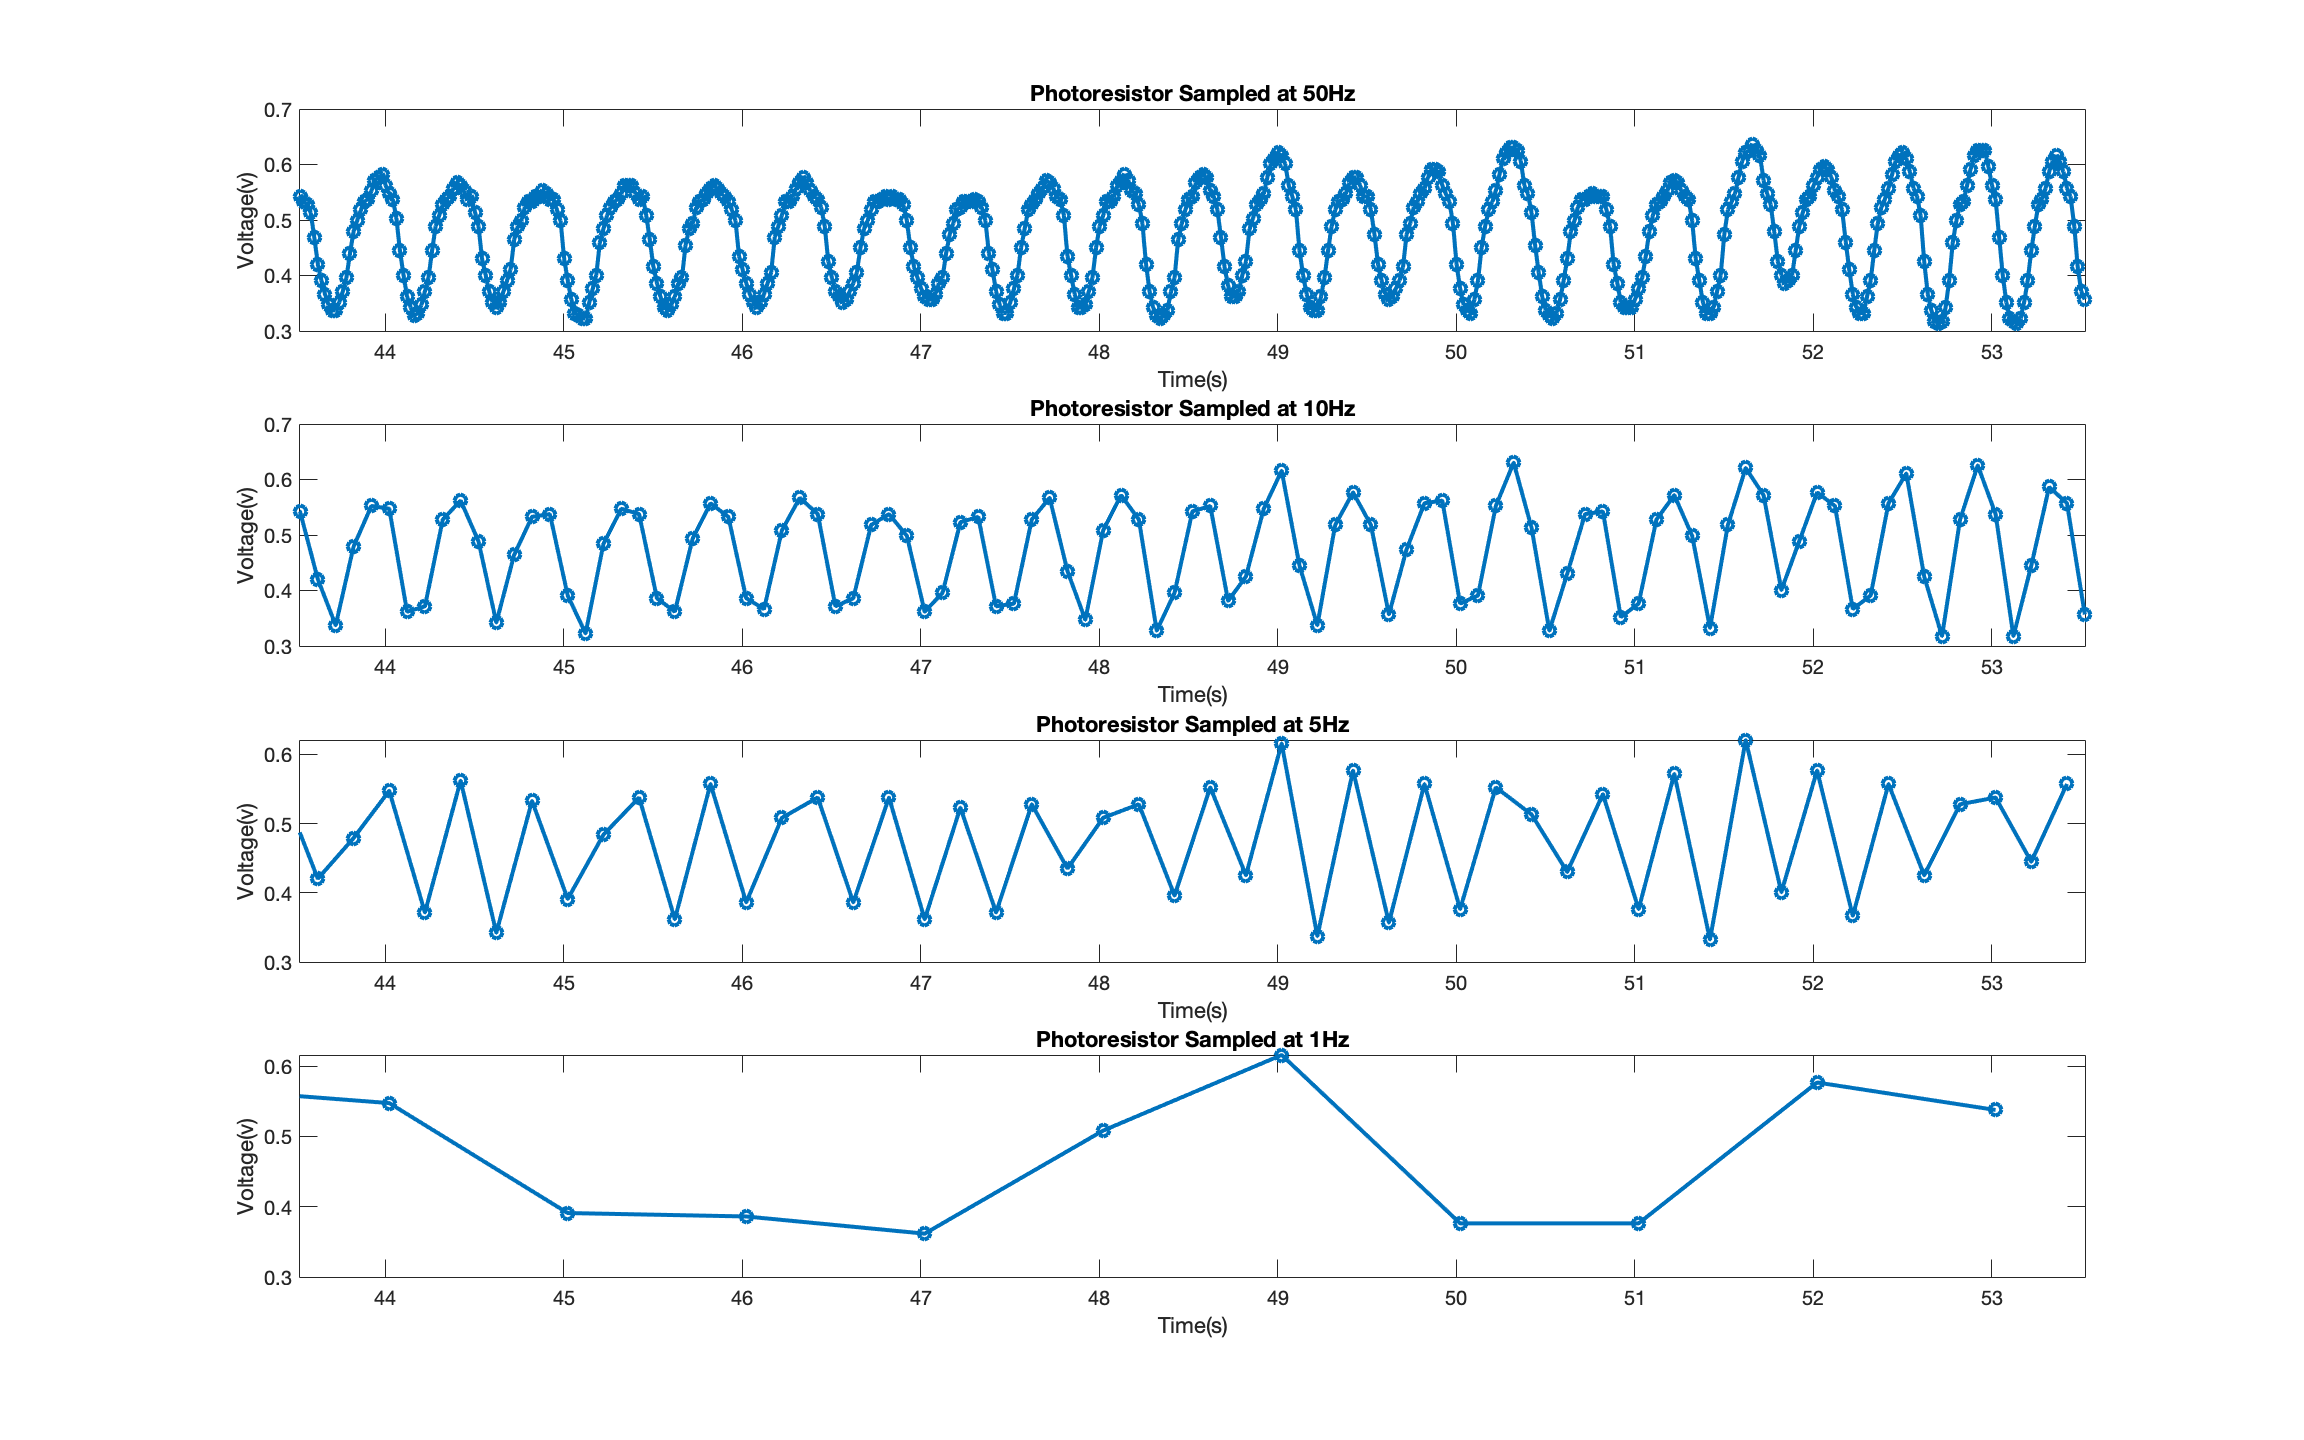 Photoresistor Sampled at 50Hz
0.7
0.6
0.5
0.4
0.3
Voltage(v)
44 45 46 47 48 49 50 51 52 53
Time(s)
Photoresistor Sampled at 10Hz
0.7
0.6
0.5
0.4
0.3
Voltage(v)
44 45 46 47 48 49 50 51 52 53
Time(s)
Photoresistor Sampled at 5Hz
0.6
0.5
0.4
0.3
Voltage(v)
44 45 46 47 48 49 50 51 52 53
Time(s)
Photoresistor Sampled at 1Hz
0.6
0.5
0.4
0.3
Voltage(v)
44 45 46 47 48 49 50 51 52 53
Time(s)